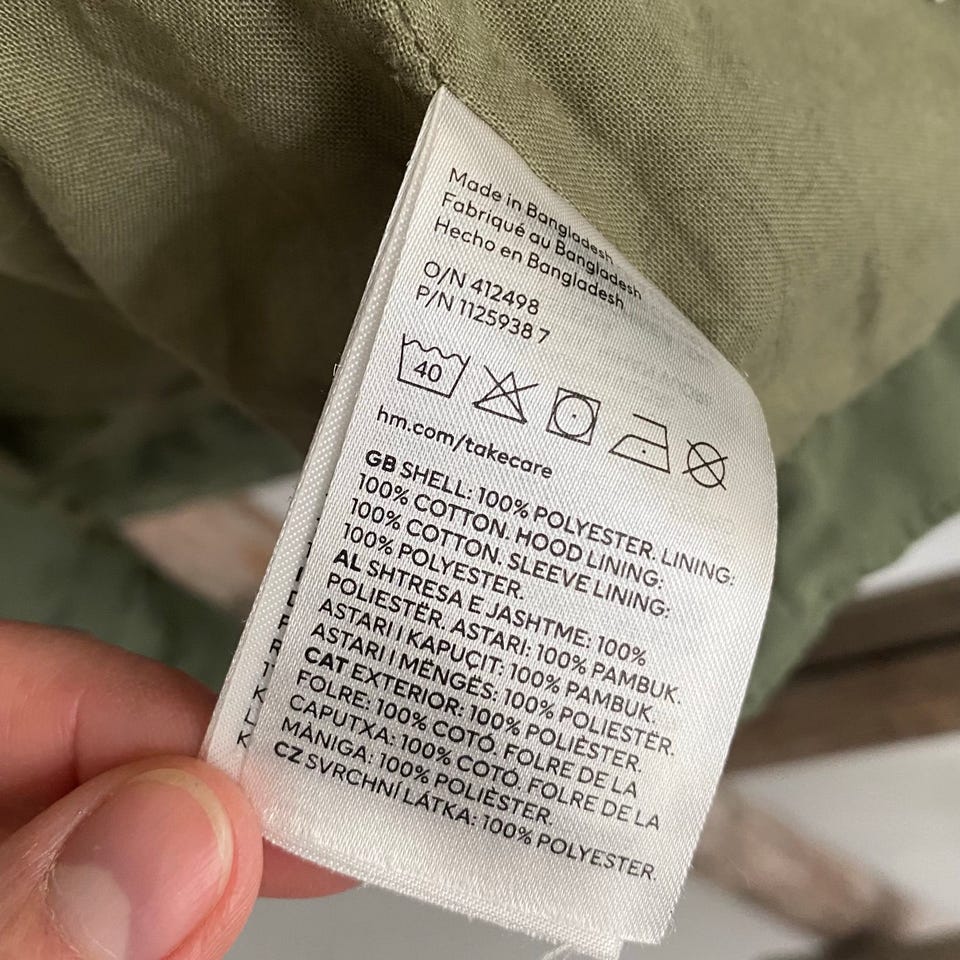 Made in Bangladesh
Fabriqué au Bangladesh
Hecho en Bangladesh
O/N 412498
P/N 1125938 7
40
hm.com/takecare
GB SHELL: 100% POLYESTER. LINING:
100% COTTON. HOOD LINING:
100% COTTON. SLEEVE LINING:
100% POLYESTER.
AL SHTRESA E JASHTME: 100%
POLIESTËR. ASTARI: 100% PAMBUK.
ASTARI I KAPUÇIT: 100% PAMBUK.
ASTARI I MËNGËS: 100% POLIESTËR.
CAT EXTERIOR: 100% POLIÈSTER.
FOLRE: 100% COTÓ. FOLRE DE LA
CAPUTXA: 100% COTÓ. FOLRE DE LA
MÀNIGA: 100% POLIÈSTER.
CZ SVRCHNÍ LÁTKA: 100% POLYESTER.